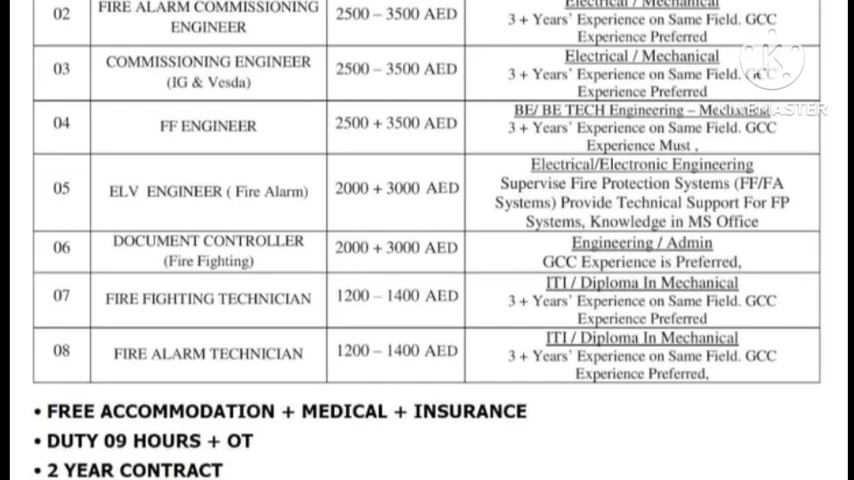 02 FIRE ALARM COMMISSIONING ENGINEER 2500 – 3500 AED Electrical / Mechanical
3 + Years' Experience on Same Field. GCC
Experience Preferred
03 COMMISSIONING ENGINEER (IG & Vesda) 2500 – 3500 AED Electrical / Mechanical
3 + Years' Experience on Same Field. GCC
Experience Preferred
04 FF ENGINEER 2500 + 3500 AED BE/ BE TECH Engineering – Mechanical
3 + Years' Experience on Same Field. GCC
Experience Must ,
05 ELV ENGINEER ( Fire Alarm) 2000 + 3000 AED Electrical/Electronic Engineering
Supervise Fire Protection Systems (FF/FA
Systems) Provide Technical Support For FP
Systems, Knowledge in MS Office
06 DOCUMENT CONTROLLER (Fire Fighting) 2000 + 3000 AED Engineering / Admin
GCC Experience is Preferred,
07 FIRE FIGHTING TECHNICIAN 1200 – 1400 AED ITI / Diploma In Mechanical
3 + Years' Experience on Same Field. GCC
Experience Preferred
08 FIRE ALARM TECHNICIAN 1200 – 1400 AED ITI / Diploma In Mechanical
3 + Years' Experience on Same Field. GCC
Experience Preferred,
• FREE ACCOMMODATION + MEDICAL + INSURANCE
• DUTY 09 HOURS + OT
• 2 YEAR CONTRACT